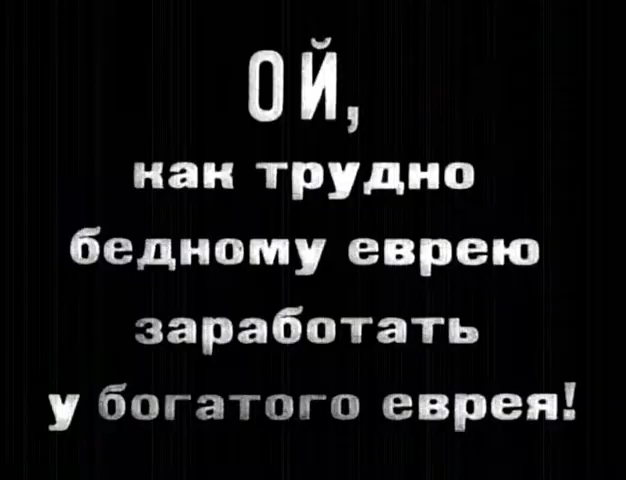 ОЙ,
как трудно
бедному еврею
заработать
у богатого еврея!